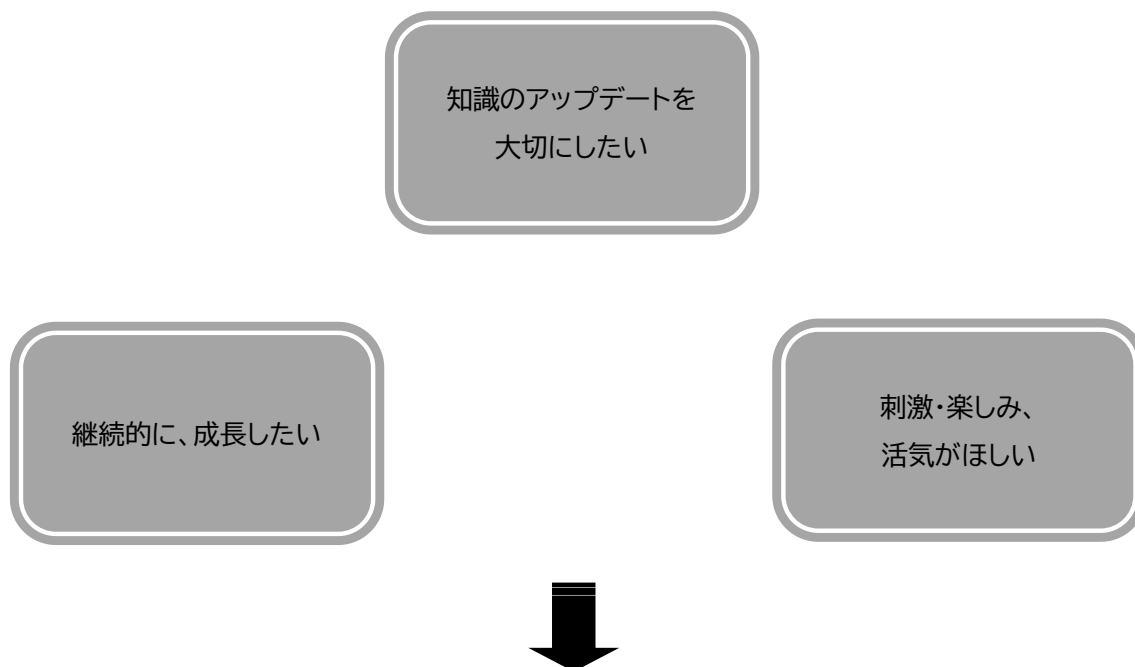 知識のアップデートを
大切にしたい
継続的に、成長したい
刺激・楽しみ、
活気がほしい